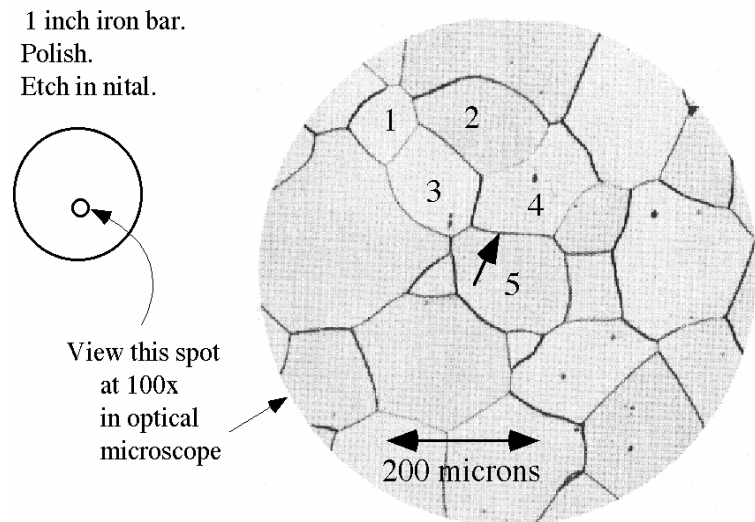 1 inch iron bar.
Polish.
Etch in nital.
1
2
3
4
5
View this spot
at 100x
in optical
microscope
200 microns